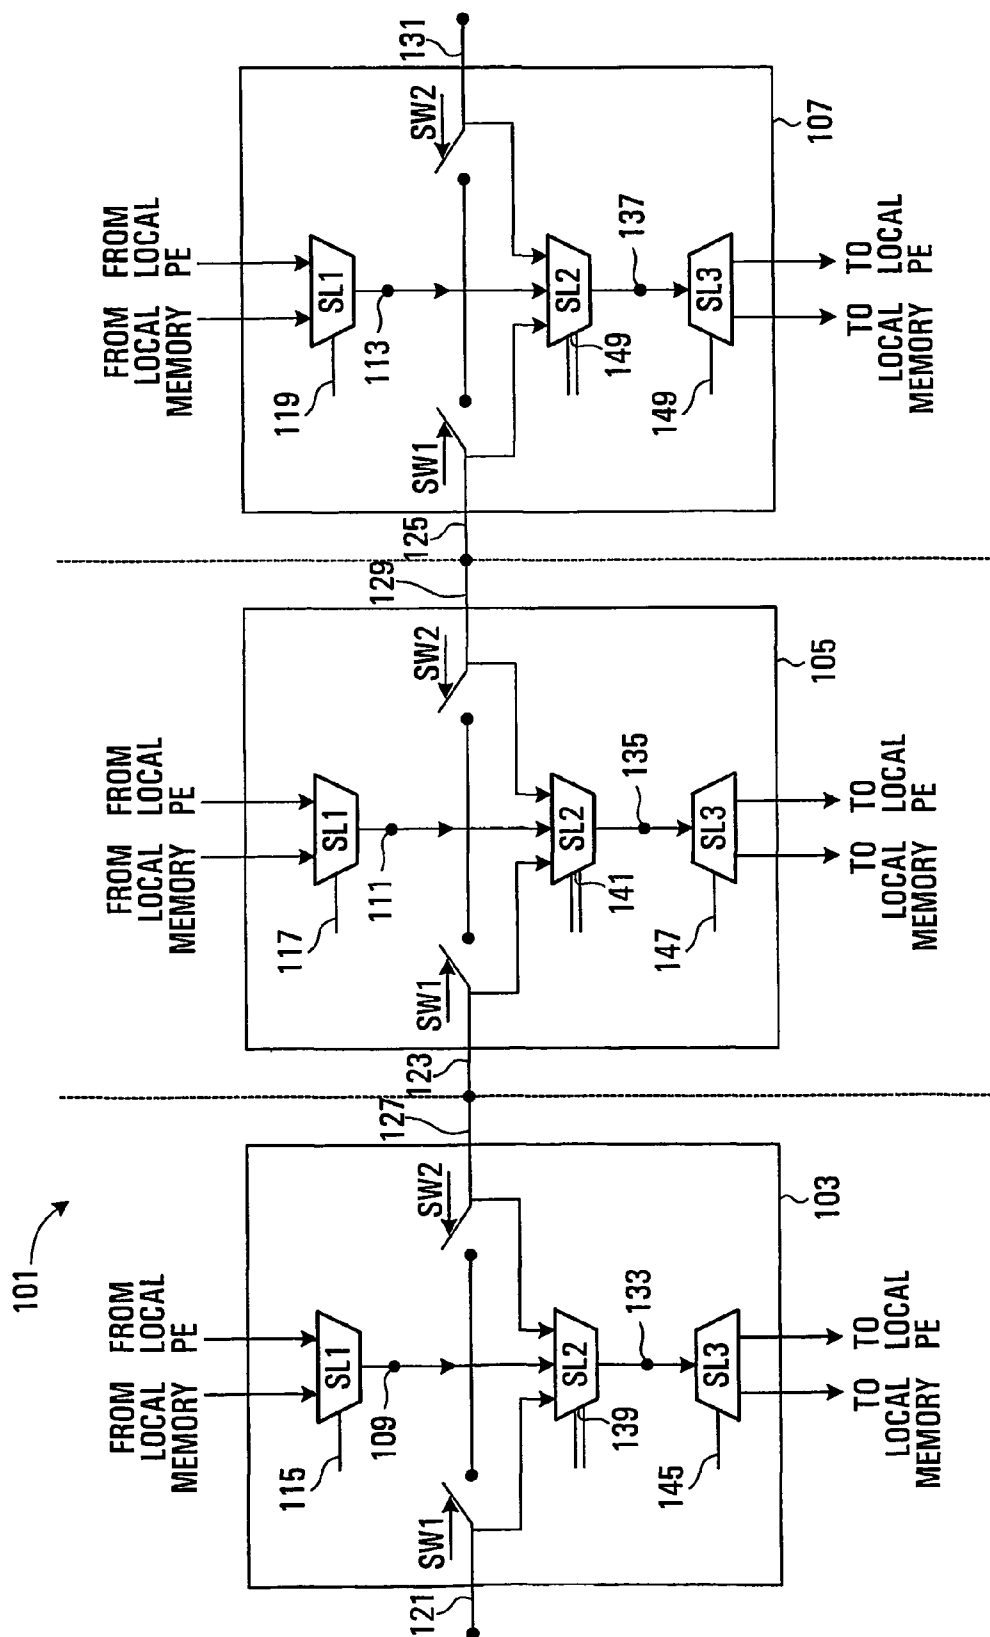 101
FROM
LOCAL
MEMORY
FROM
LOCAL
PE
115
SL1
109
SW1
SW2
121
127
SL2
139
133
145
SL3
TO
LOCAL
MEMORY
TO
LOCAL
PE
103
FROM
LOCAL
MEMORY
FROM
LOCAL
PE
117
SL1
111
SW1
SW2
123
129
SL2
141
135
147
SL3
TO
LOCAL
MEMORY
TO
LOCAL
PE
105
FROM
LOCAL
MEMORY
FROM
LOCAL
PE
119
SL1
113
SW1
SW2
125
131
SL2
149
137
149
SL3
TO
LOCAL
MEMORY
TO
LOCAL
PE
107